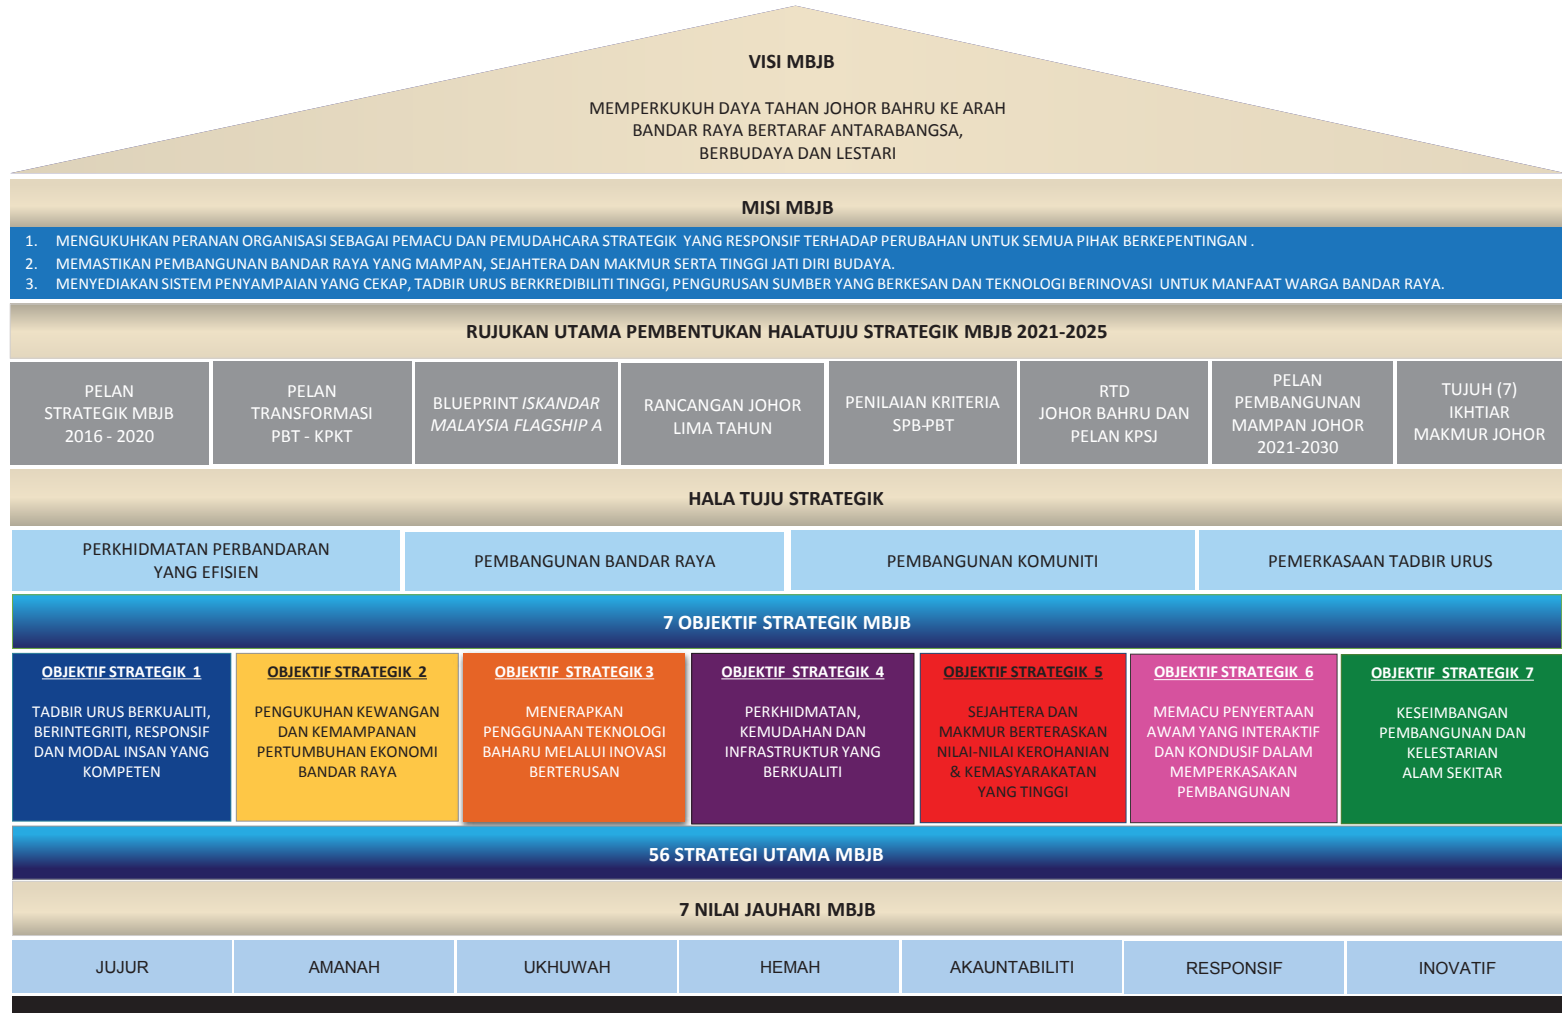 VISI MBJB
MEMPERKUKUH DAYA TAHAN JOHOR BAHRU KE ARAH
BANDAR RAYA BERTARAF ANTARABANGSA,
BERBUDAYA DAN LESTARI
MISI MBJB
1. MENGUKUHKAN PERANAN ORGANISASI SEBAGAI PEMACU DAN PEMUDAHCARA STRATEGIK YANG RESPONSIF TERHADAP PERUBAHAN UNTUK SEMUA PIHAK BERKEPENTINGAN .
2. MEMASTIKAN PEMBANGUNAN BANDAR RAYA YANG MAMPAN, SEJAHTERA DAN MAKMUR SERTA TINGGI JATI DIRI BUDAYA.
3. MENYEDIAKAN SISTEM PENYAMPAIAN YANG CEKAP, TADBIR URUS BERKREDIBILITI TINGGI, PENGURUSAN SUMBER YANG BERKESAN DAN TEKNOLOGI BERINOVASI UNTUK MANFAAT WARGA BANDAR RAYA.
RUJUKAN UTAMA PEMBENTUKAN HALATUJU STRATEGIK MBJB 2021-2025
PELAN
STRATEGIK MBJB
2016 - 2020
PELAN
TRANSFORMASI
PBT - KPKT
BLUEPRINT ISKANDAR
MALAYSIA FLAGSHIP A
RANCANGAN JOHOR
LIMA TAHUN
PENILAIAN KRITERIA
SPB-PBT
RTD
JOHOR BAHRU DAN
PELAN KPSJ
PELAN
PEMBANGUNAN
MAMPAN JOHOR
2021-2030
TUJUH (7)
IKHTIAR
MAKMUR JOHOR
HALA TUJU STRATEGIK
PERKHIDMATAN PERBANDARAN
YANG EFISIEN
PEMBANGUNAN BANDAR RAYA
PEMBANGUNAN KOMUNITI
PEMERKASAAN TADBIR URUS
7 OBJEKTIF STRATEGIK MBJB
OBJEKTIF STRATEGIK 1
TADBIR URUS BERKUALITI,
BERINTEGRITI, RESPONSIF
DAN MODAL INSAN YANG
KOMPETEN
OBJEKTIF STRATEGIK 2
PENGUKUHAN KEWANGAN
DAN KEMAMPANAN
PERTUMBUHAN EKONOMI
BANDAR RAYA
OBJEKTIF STRATEGIK 3
MENERAPKAN
PENGGUNAAN TEKNOLOGI
BAHARU MELALUI INOVASI
BERTERUSAN
OBJEKTIF STRATEGIK 4
PERKHIDMATAN,
KEMUDAHAN DAN
INFRASTRUKTUR YANG
BERKUALITI
OBJEKTIF STRATEGIK 5
SEJAHTERA DAN
MAKMUR BERTERASKAN
NILAI-NILAI KEROHANIAN
& KEMASYARAKATAN
YANG TINGGI
OBJEKTIF STRATEGIK 6
MEMACU PENYERTAAN
AWAM YANG INTERAKTIF
DAN KONDUSIF DALAM
MEMPERKASAKAN
PEMBANGUNAN
OBJEKTIF STRATEGIK 7
KESEIMBANGAN
PEMBANGUNAN DAN
KELESTARIAN
ALAM SEKITAR
56 STRATEGI UTAMA MBJB
7 NILAI JAUHARI MBJB
JUJUR
AMANAH
UKHUWAH
HEMAH
AKAUNTABILITI
RESPONSIF
INOVATIF